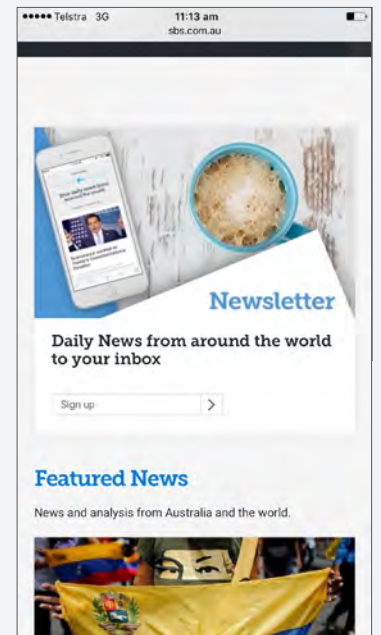 Telstra 3G 11:13 am
sbs.com.au
Newsletter
Daily News from around the world
to your inbox
Sign up
Featured News
News and analysis from Australia and the world.